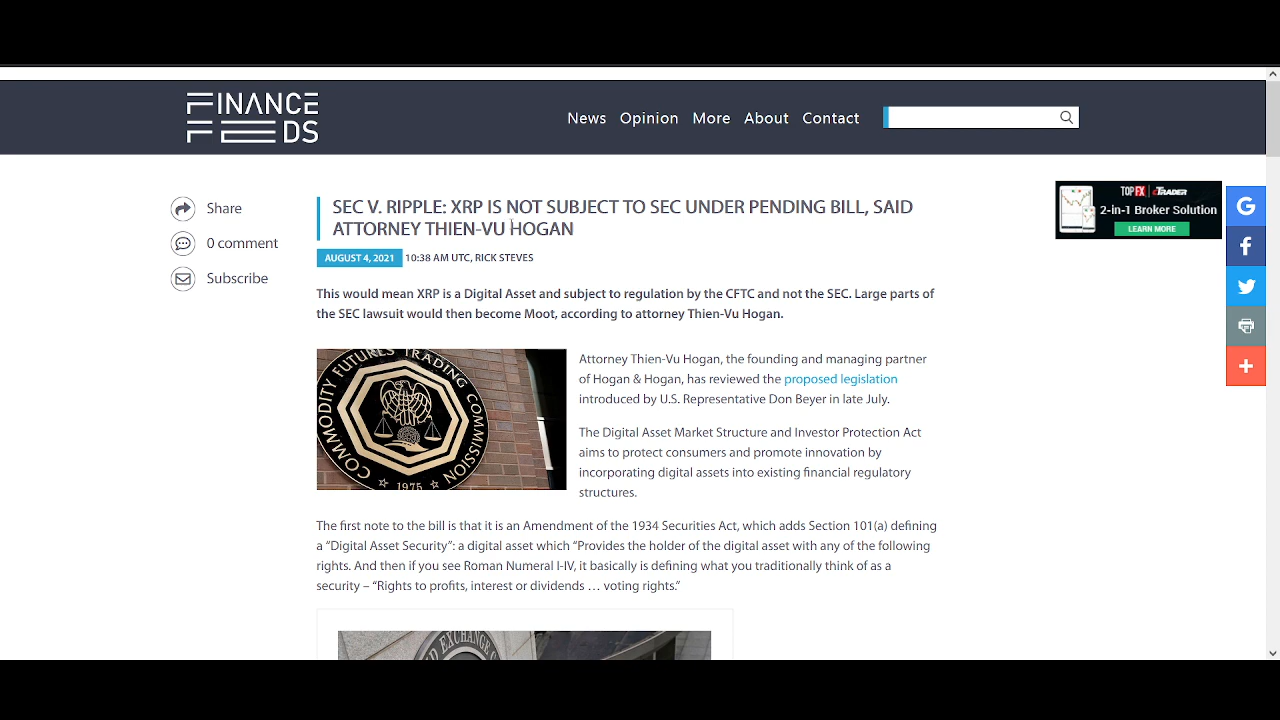 FINANCE
FEEDS
News Opinion More About Contact
Share
0 comment
Subscribe
SEC V. RIPPLE: XRP IS NOT SUBJECT TO SEC UNDER PENDING BILL, SAID
ATTORNEY THIEN-VU HOGAN
AUGUST 4, 2021 10:38 AM UTC, RICK STEVES
This would mean XRP is a Digital Asset and subject to regulation by the CFTC and not the SEC. Large parts of
the SEC lawsuit would then become Moot, according to attorney Thien-Vu Hogan.
COMMODITY FUTURES TRADING COMMISSION
1975
Attorney Thien-Vu Hogan, the founding and managing partner
of Hogan & Hogan, has reviewed the proposed legislation
introduced by U.S. Representative Don Beyer in late July.
The Digital Asset Market Structure and Investor Protection Act
aims to protect consumers and promote innovation by
incorporating digital assets into existing financial regulatory
structures.
The first note to the bill is that it is an Amendment of the 1934 Securities Act, which adds Section 101(a) defining
a “Digital Asset Security”: a digital asset which “Provides the holder of the digital asset with any of the following
rights. And then if you see Roman Numeral I-IV, it basically is defining what you traditionally think of as a
security – “Rights to profits, interest or dividends … voting rights.”
D EXCHANGE C
TOPFX cTRADER
2-in-1 Broker Solution
LEARN MORE